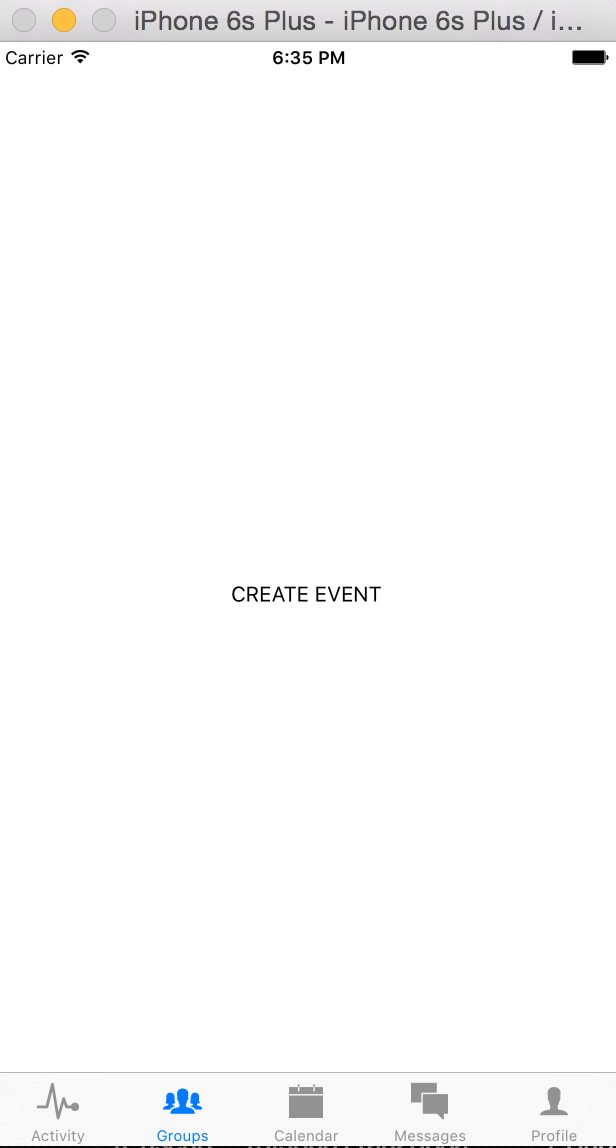 iPhone 6s Plus - iPhone 6s Plus / i...
Carrier 6:35 PM
CREATE EVENT
Activity Groups Calendar Messages Profile